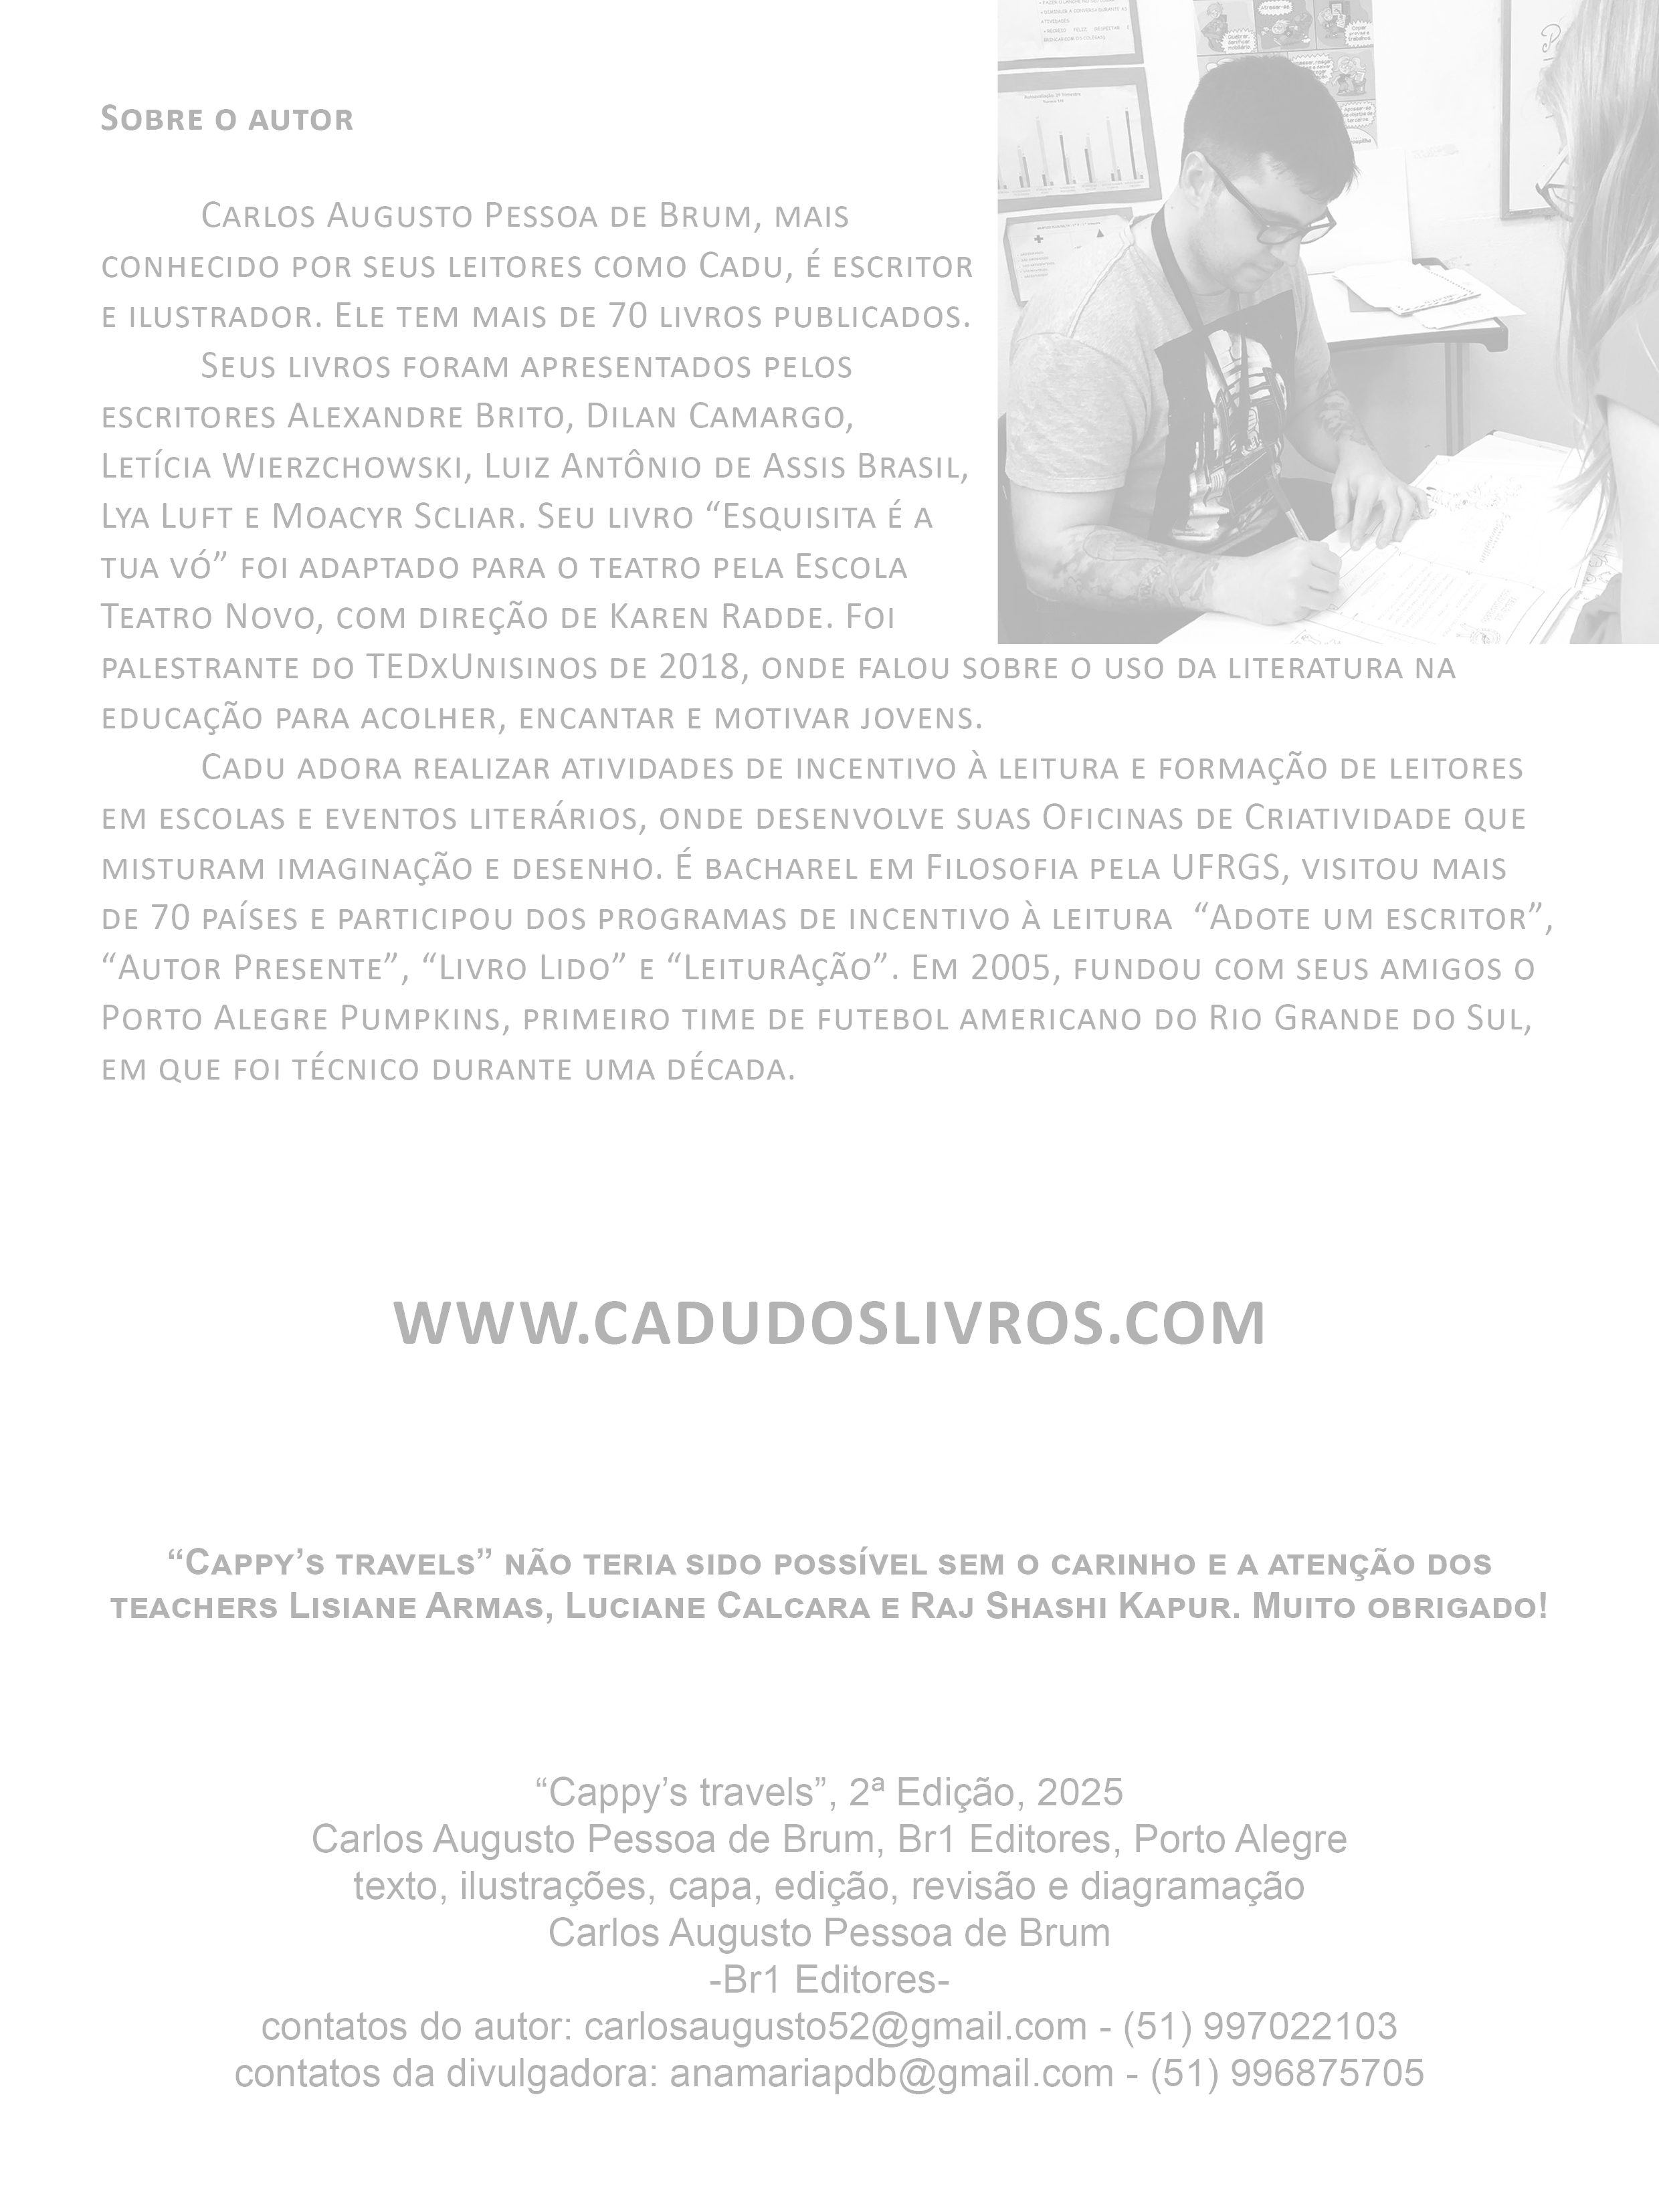 • DIMINUIR A CONVERSA DURANTE AS
ATIVIDADES
Autoavaliação 2º Trimestre
Sobre o autor
Carlos Augusto Pessoa de Brum, mais
conhecido por seus leitores como Cadu, é escritor
e ilustrador. Ele tem mais de 70 livros publicados.
Seus livros foram apresentados pelos
escritores Alexandre Brito, Dilan Camargo,
Letícia Wierzchowski, Luiz Antônio de Assis Brasil,
Lya Luft e Moacyr Scliar. Seu livro “Esquisita é a
tua vó” foi adaptado para o teatro pela Escola
Teatro Novo, com direção de Karen Radde. Foi
palestrante do TEDxUnisinos de 2018, onde falou sobre o uso da literatura na
educação para acolher, encantar e motivar jovens.
Cadu adora realizar atividades de incentivo à leitura e formação de leitores
em escolas e eventos literários, onde desenvolve suas Oficinas de Criatividade que
misturam imaginação e desenho. É bacharel em Filosofia pela UFRGS, visitou mais
de 70 países e participou dos programas de incentivo à leitura “Adote um escritor”,
“Autor Presente”, “Livro Lido” e “LeiturAção”. Em 2005, fundou com seus amigos o
Porto Alegre Pumpkins, primeiro time de futebol americano do Rio Grande do Sul,
em que foi técnico durante uma década.
WWW.CADUDOSLIVROS.COM
“Cappy’s travels” não teria sido possível sem o carinho e a atenção dos
teachers Lisiane Armas, Luciane Calcara e Raj Shashi Kapur. Muito obrigado!
“Cappy’s travels”, 2ª Edição, 2025
Carlos Augusto Pessoa de Brum, Br1 Editores, Porto Alegre
texto, ilustrações, capa, edição, revisão e diagramação
Carlos Augusto Pessoa de Brum
-Br1 Editores-
contatos do autor: carlosaugusto52@gmail.com - (51) 997022103
contatos da divulgadora: anamariapdb@gmail.com - (51) 996875705